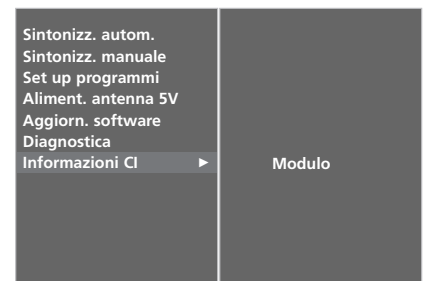 Sintonizz. autom.
Sintonizz. manuale
Set up programmi
Aliment. antenna 5V
Aggiorn. software
Diagnostica
Informazioni CI ►
Modulo